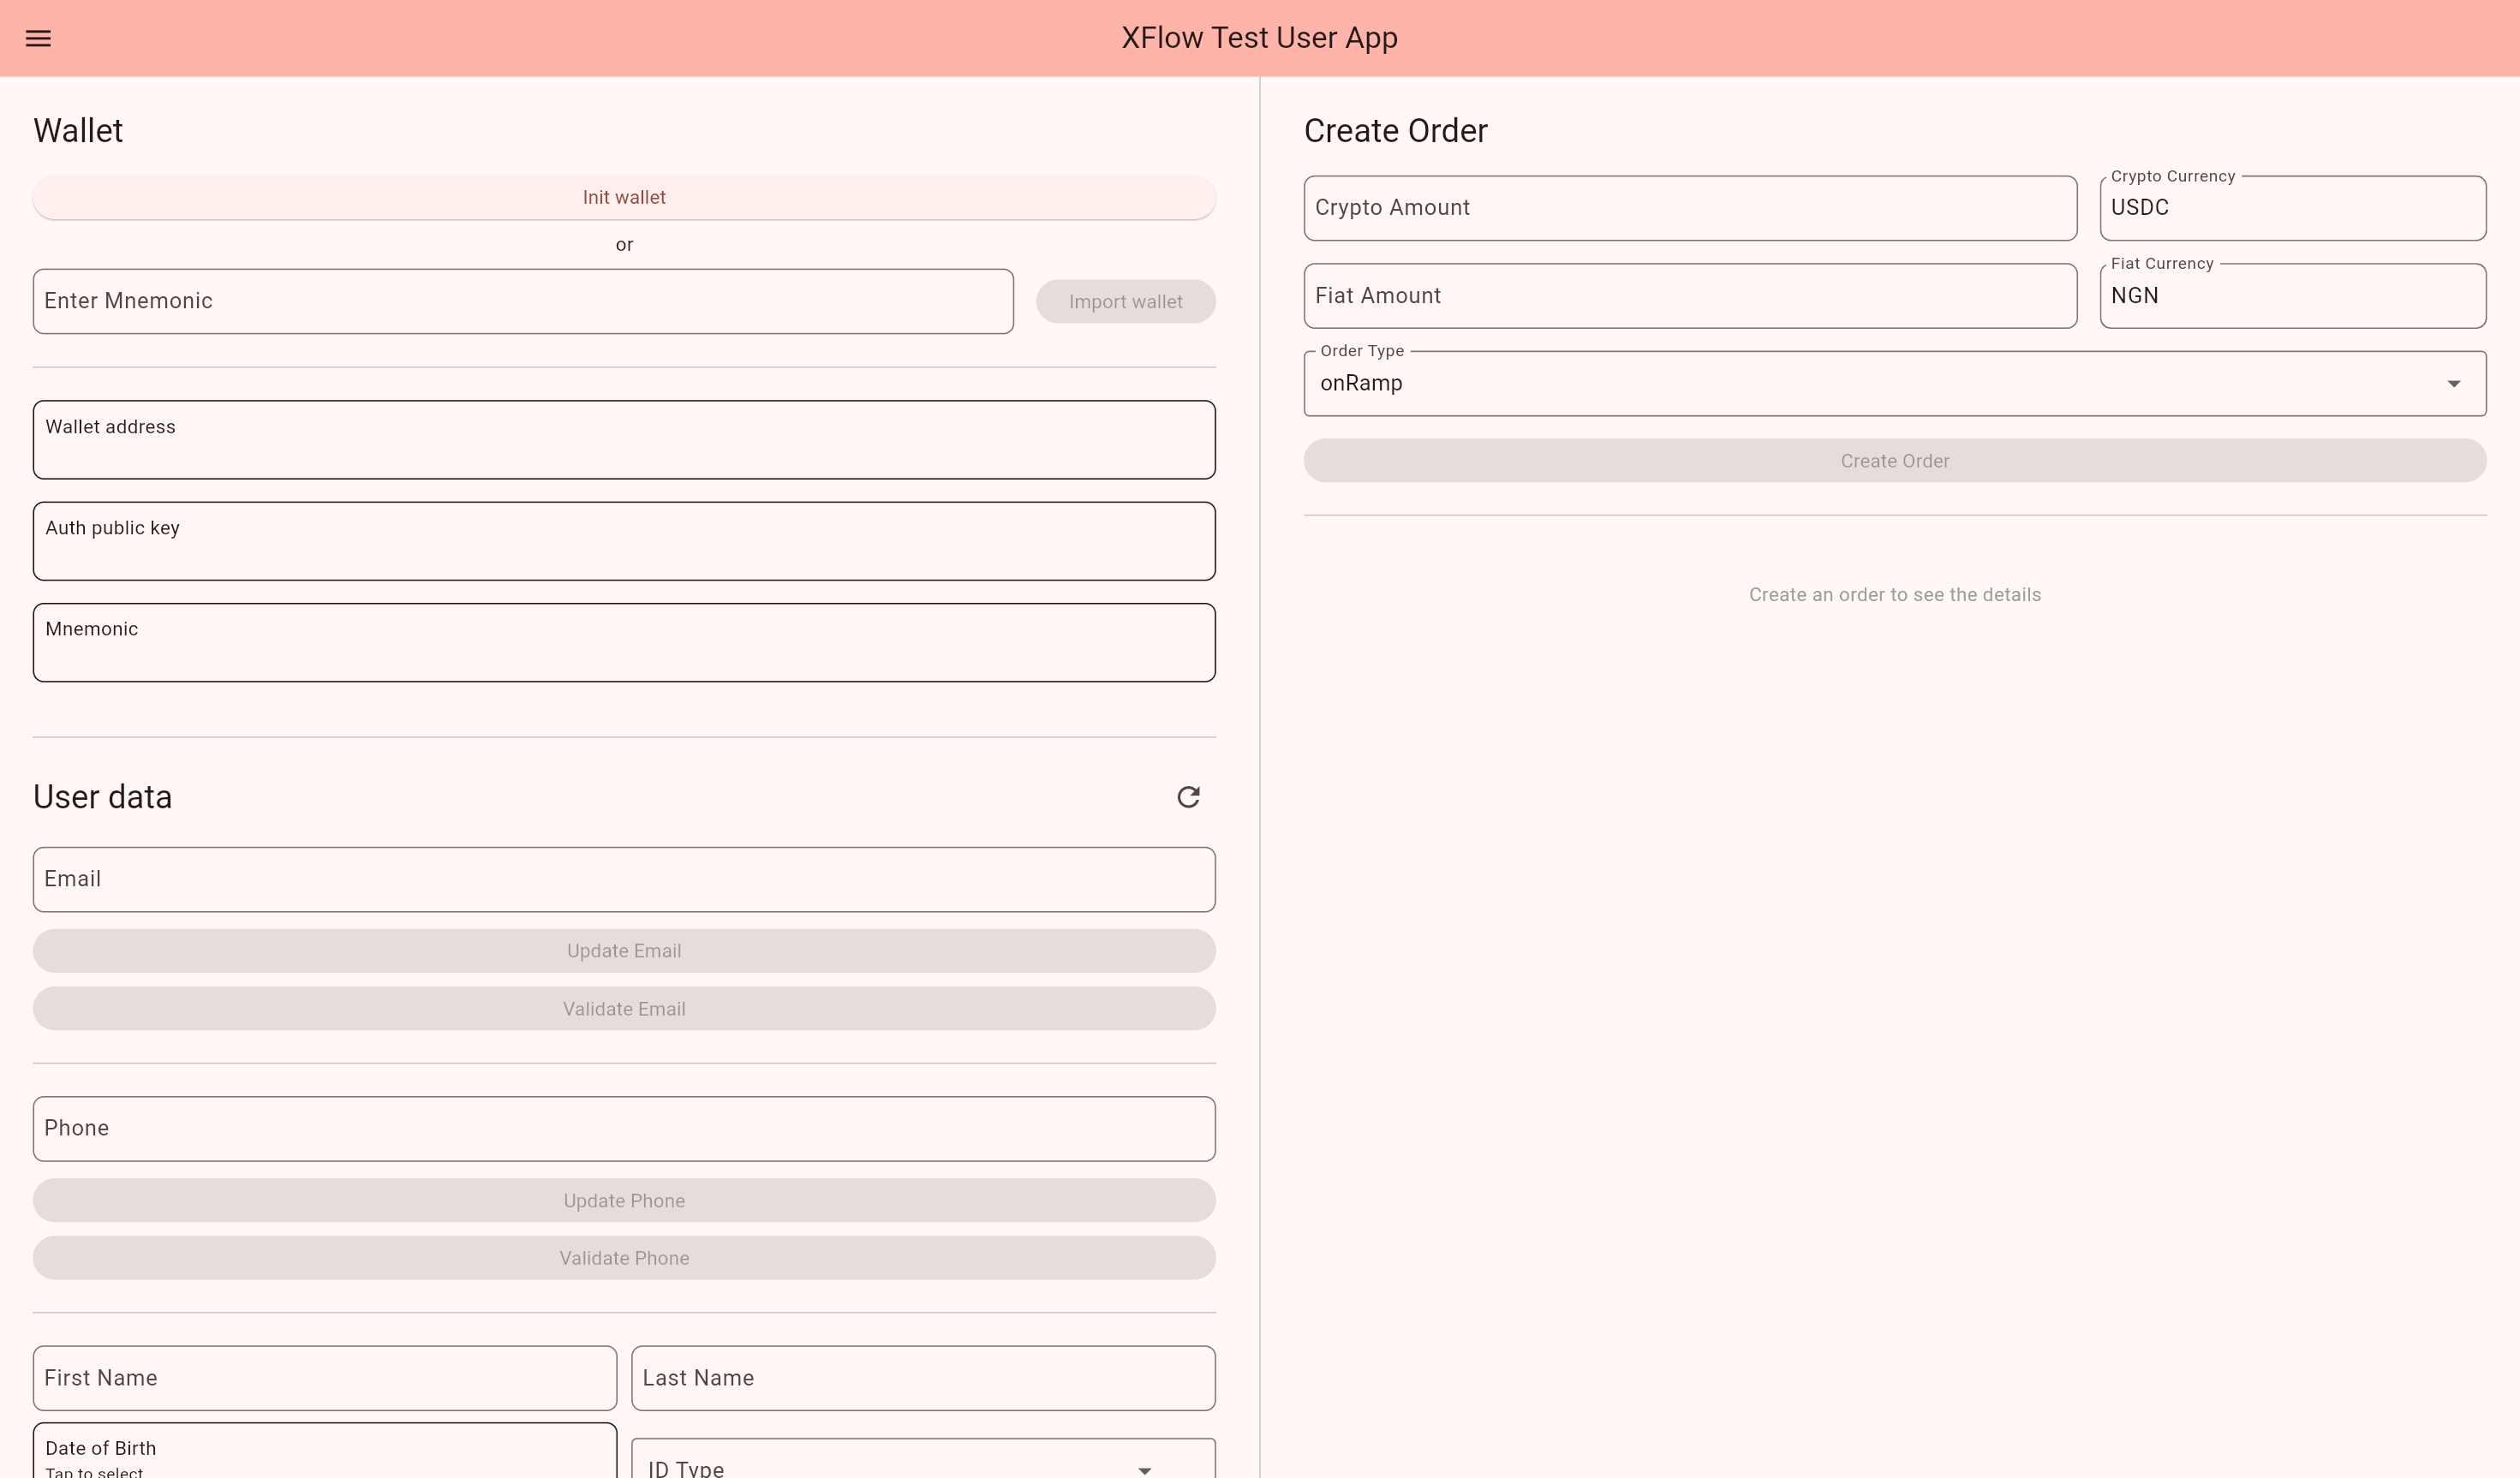 XFlow Test User App
Wallet
Init wallet
or
Enter Mnemonic
Import wallet
Wallet address
Auth public key
Mnemonic
User data
Email
Update Email
Validate Email
Phone
Update Phone
Validate Phone
First Name
Last Name
Date of Birth
Tap to select
ID Type
Create Order
Crypto Amount
Crypto Currency
USDC
Fiat Amount
Fiat Currency
NGN
Order Type
onRamp
Create Order
Create an order to see the details